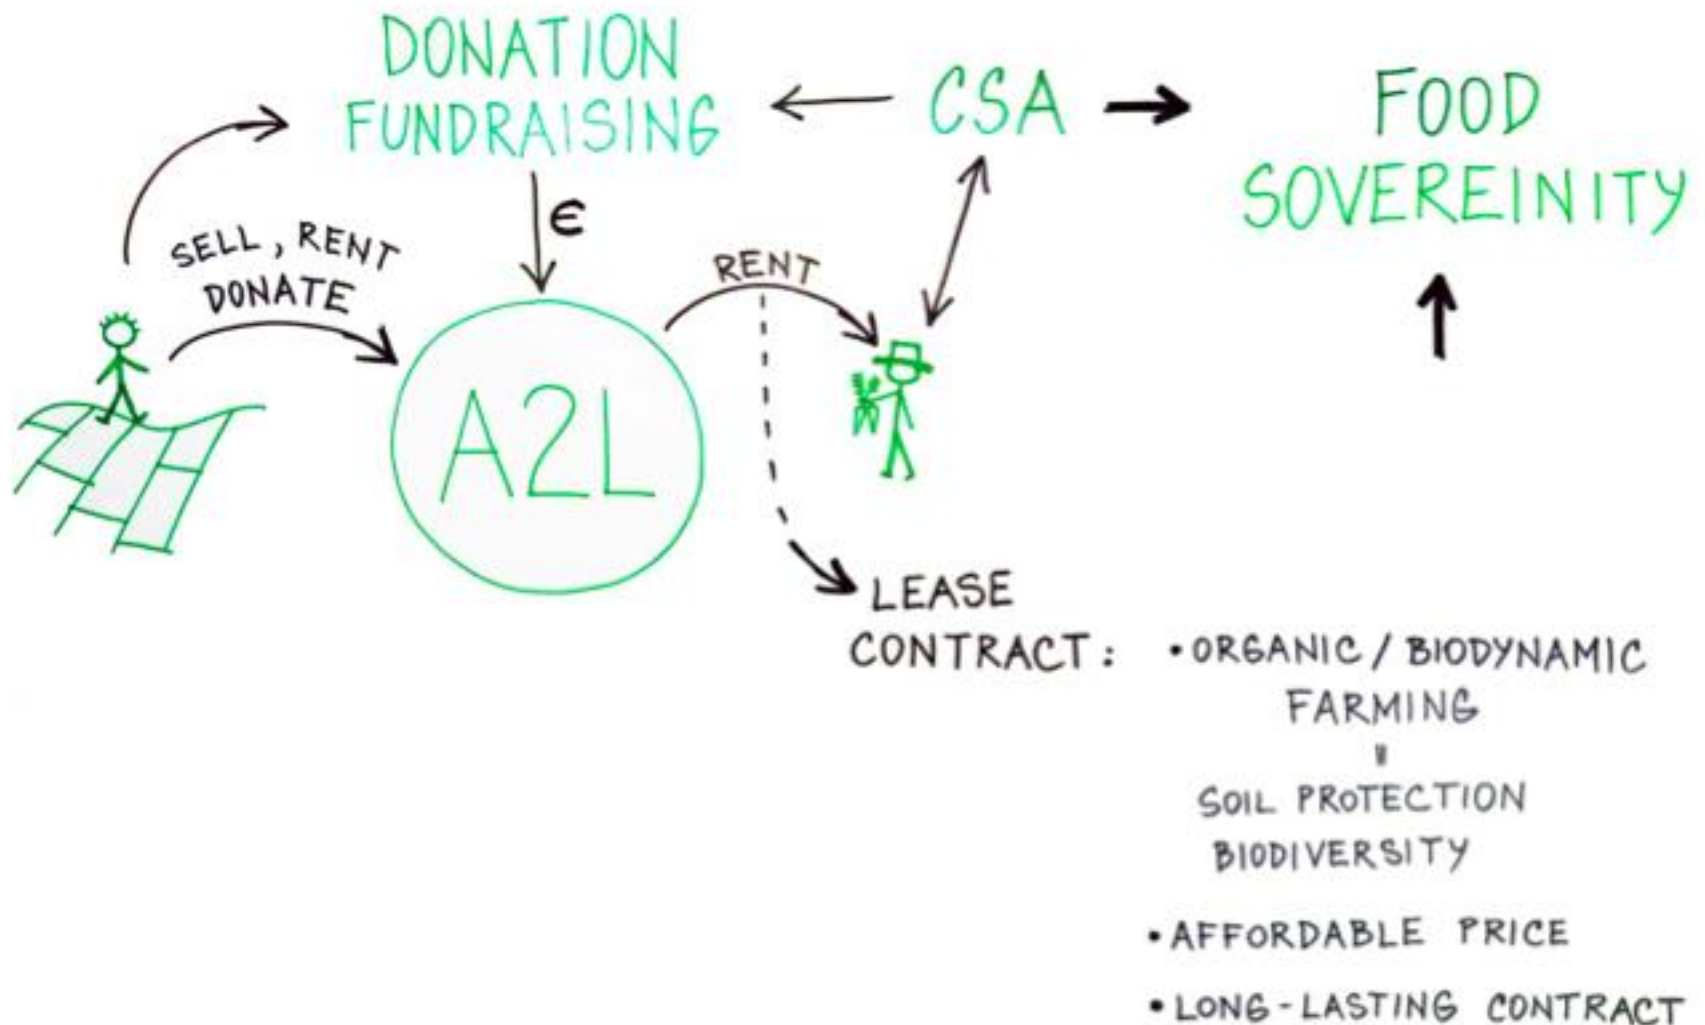 DONATION
FUNDRAISING
CSA
FOOD
SOVEREINITY
€
SELL, RENT
DONATE
RENT
A2L
LEASE
CONTRACT:
• ORGANIC / BIODYNAMIC
FARMING
=
SOIL PROTECTION
BIODIVERSITY
• AFFORDABLE PRICE
• LONG-LASTING CONTRACT